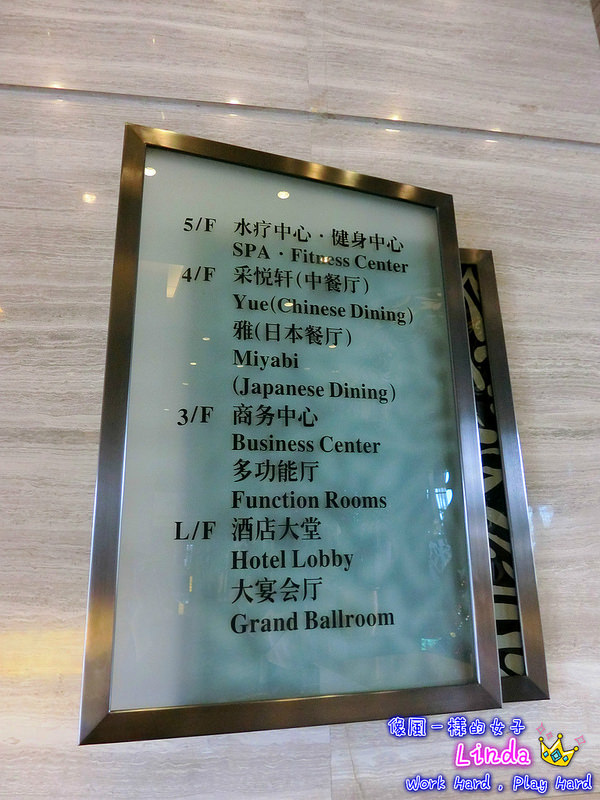 5/F 水疗中心·健身中心
SPA · Fitness Center
4/F 采悦轩(中餐厅)
Yue(Chinese Dining)
雅(日本餐厅)
Miyabi
(Japanese Dining)
3/F 商务中心
Business Center
多功能厅
Function Rooms
L/F 酒店大堂
Hotel Lobby
大宴会厅
Grand Ballroom
傻風一樣的女子
Linda
Work Hard , Play Hard